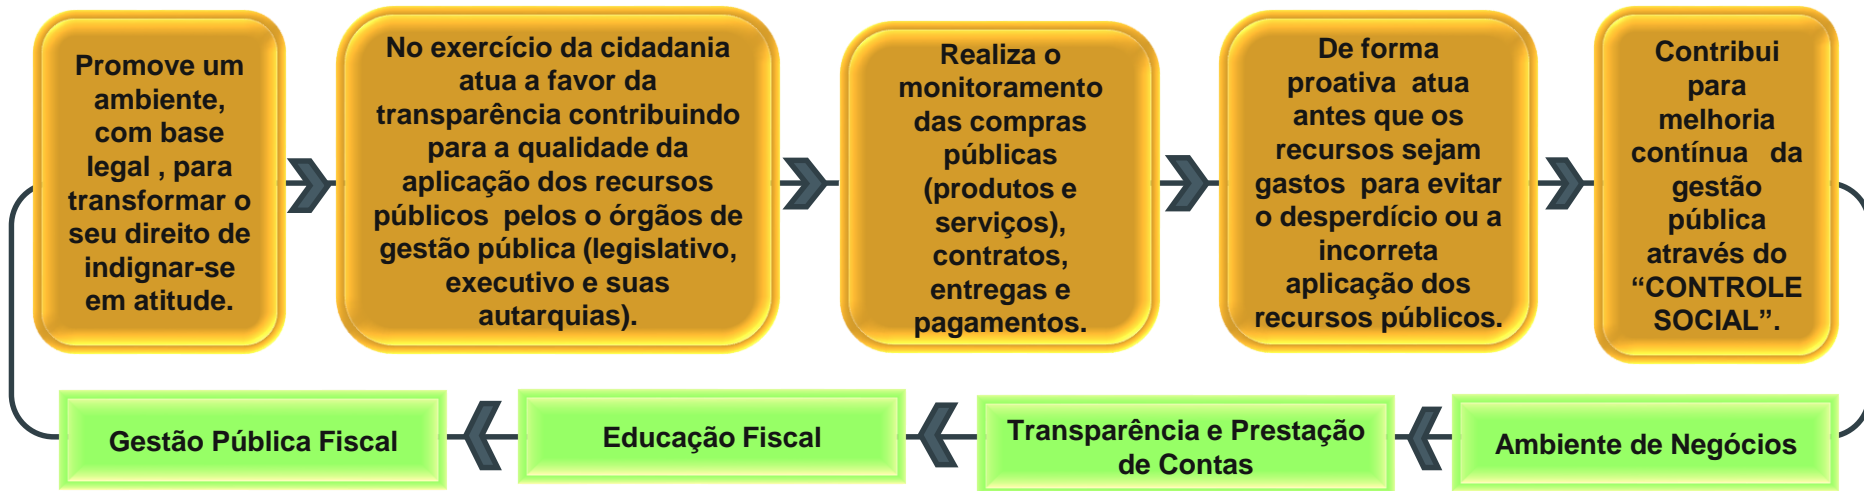 Promove um
ambiente,
com base
legal , para
transformar o
seu direito de
indignar-se
em atitude.
No exercício da cidadania
atua a favor da
transparência contribuindo
para a qualidade da
aplicação dos recursos
públicos pelos o órgãos de
gestão pública (legislativo,
executivo e suas
autarquias).
Realiza o
monitoramento
das compras
públicas
(produtos e
serviços),
contratos,
entregas e
pagamentos.
De forma
proativa atua
antes que os
recursos sejam
gastos para evitar
o desperdício ou a
incorreta
aplicação dos
recursos públicos.
Contribui
para
melhoria
contínua da
gestão
pública
através do
“CONTROLE
SOCIAL”.
Gestão Pública Fiscal
Educação Fiscal
Transparência e Prestação
de Contas
Ambiente de Negócios